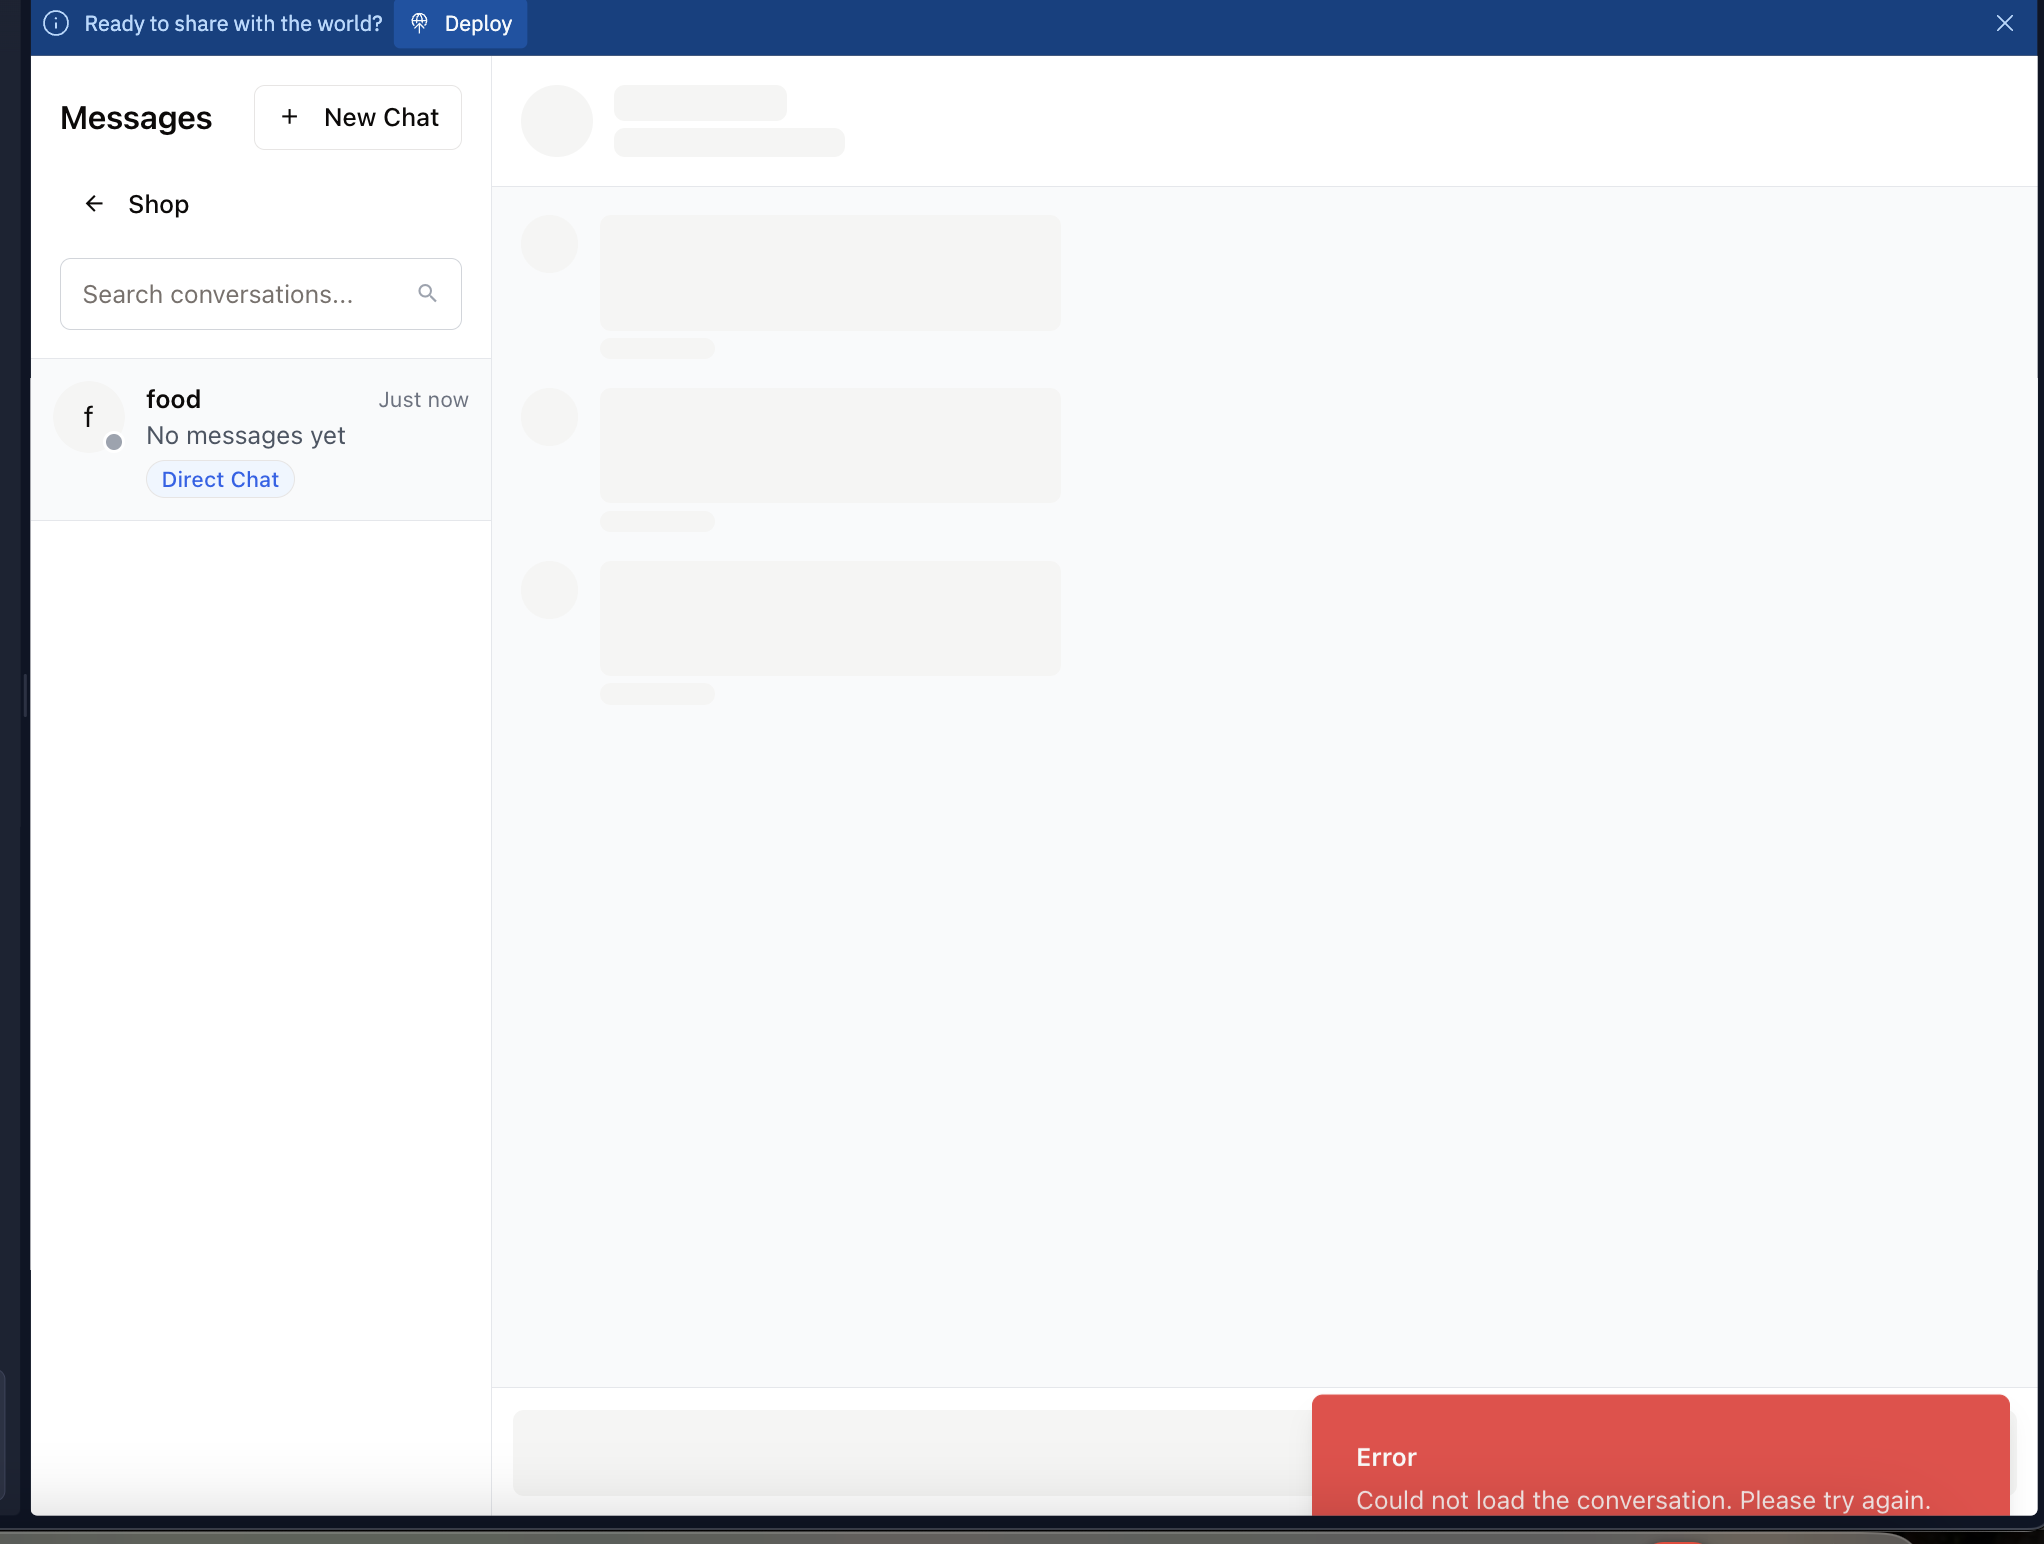 Ready to share with the world?
Deploy
Messages
New Chat
Shop
Search conversations...
f
food
Just now
No messages yet
Direct Chat
Error
Could not load the conversation. Please try again.